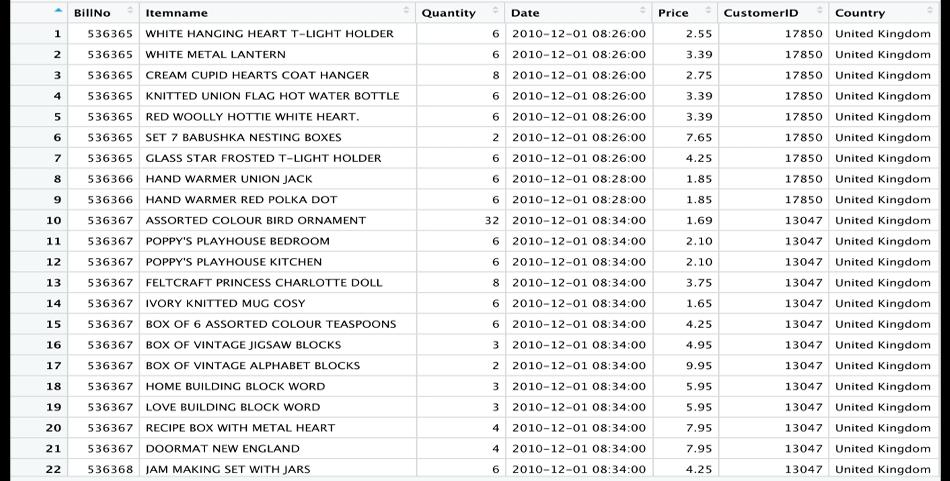 BillNo Itemname Quantity Date Price CustomerID Country
1 536365 WHITE HANGING HEART T-LIGHT HOLDER 6 2010-12-01 08:26:00 2.55 17850 United Kingdom
2 536365 WHITE METAL LANTERN 6 2010-12-01 08:26:00 3.39 17850 United Kingdom
3 536365 CREAM CUPID HEARTS COAT HANGER 8 2010-12-01 08:26:00 2.75 17850 United Kingdom
4 536365 KNITTED UNION FLAG HOT WATER BOTTLE 6 2010-12-01 08:26:00 3.39 17850 United Kingdom
5 536365 RED WOOLLY HOTTIE WHITE HEART. 6 2010-12-01 08:26:00 3.39 17850 United Kingdom
6 536365 SET 7 BABUSHKA NESTING BOXES 2 2010-12-01 08:26:00 7.65 17850 United Kingdom
7 536365 GLASS STAR FROSTED T-LIGHT HOLDER 6 2010-12-01 08:26:00 4.25 17850 United Kingdom
8 536366 HAND WARMER UNION JACK 6 2010-12-01 08:28:00 1.85 17850 United Kingdom
9 536366 HAND WARMER RED POLKA DOT 6 2010-12-01 08:28:00 1.85 17850 United Kingdom
10 536367 ASSORTED COLOUR BIRD ORNAMENT 32 2010-12-01 08:34:00 1.69 13047 United Kingdom
11 536367 POPPY'S PLAYHOUSE BEDROOM 6 2010-12-01 08:34:00 2.10 13047 United Kingdom
12 536367 POPPY'S PLAYHOUSE KITCHEN 6 2010-12-01 08:34:00 2.10 13047 United Kingdom
13 536367 FELTCRAFT PRINCESS CHARLOTTE DOLL 8 2010-12-01 08:34:00 3.75 13047 United Kingdom
14 536367 IVORY KNITTED MUG COSY 6 2010-12-01 08:34:00 1.65 13047 United Kingdom
15 536367 BOX OF 6 ASSORTED COLOUR TEASPOONS 6 2010-12-01 08:34:00 4.25 13047 United Kingdom
16 536367 BOX OF VINTAGE JIGSAW BLOCKS 3 2010-12-01 08:34:00 4.95 13047 United Kingdom
17 536367 BOX OF VINTAGE ALPHABET BLOCKS 2 2010-12-01 08:34:00 9.95 13047 United Kingdom
18 536367 HOME BUILDING BLOCK WORD 3 2010-12-01 08:34:00 5.95 13047 United Kingdom
19 536367 LOVE BUILDING BLOCK WORD 3 2010-12-01 08:34:00 5.95 13047 United Kingdom
20 536367 RECIPE BOX WITH METAL HEART 4 2010-12-01 08:34:00 7.95 13047 United Kingdom
21 536367 DOORMAT NEW ENGLAND 4 2010-12-01 08:34:00 7.95 13047 United Kingdom
22 536368 JAM MAKING SET WITH JARS 6 2010-12-01 08:34:00 4.25 13047 United Kingdom